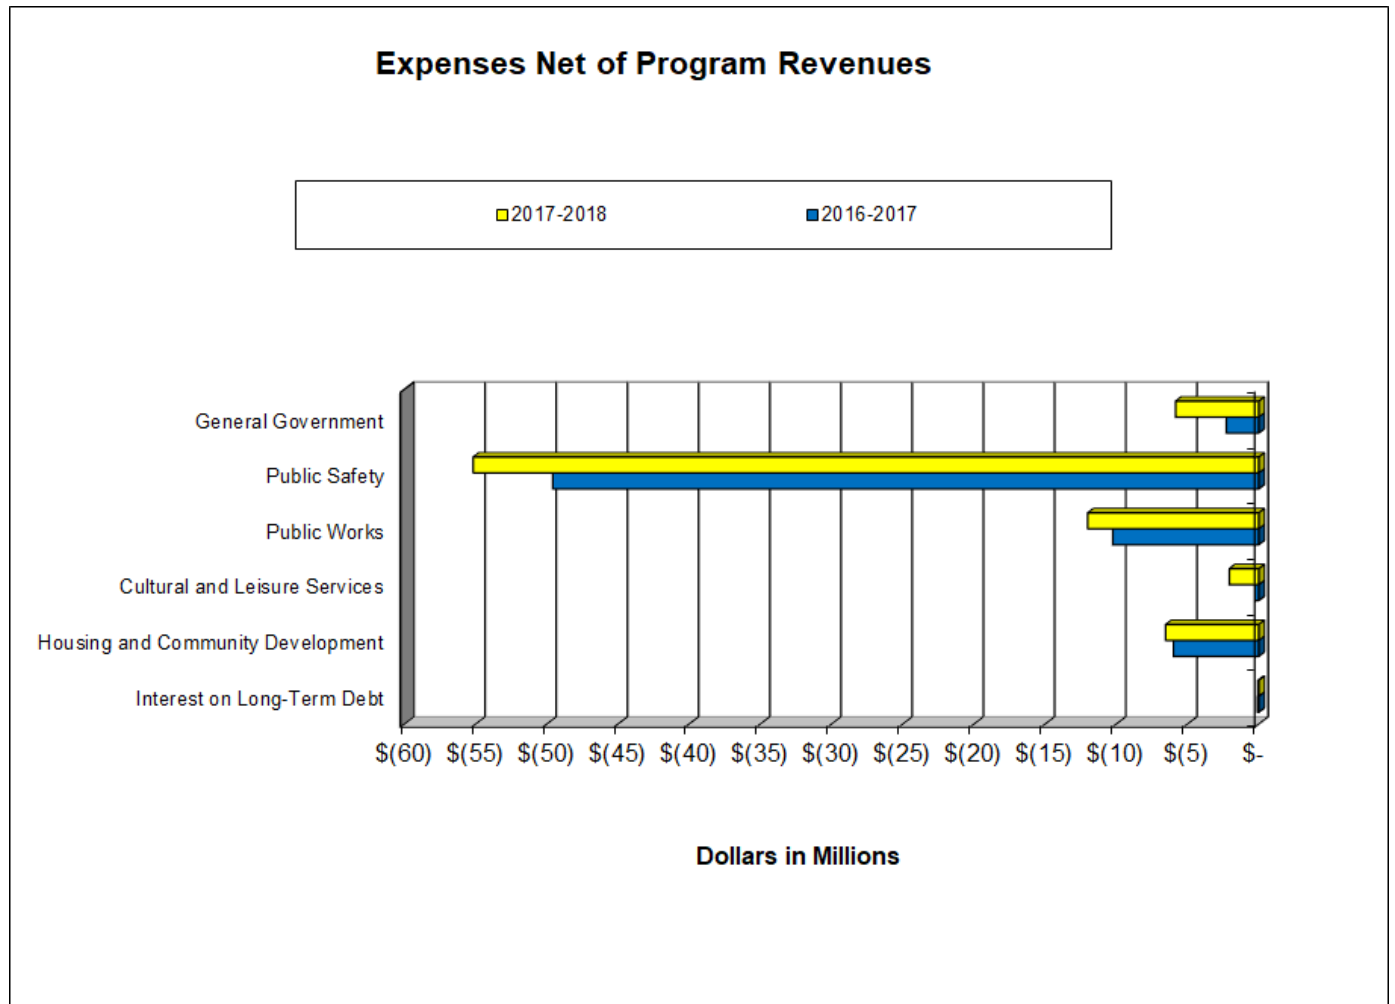 Expenses Net of Program Revenues
2017-2018 2016-2017
General Government
Public Safety
Public Works
Cultural and Leisure Services
Housing and Community Development
Interest on Long-Term Debt
$(60) $(55) $(50) $(45) $(40) $(35) $(30) $(25) $(20) $(15) $(10) $(5) $-
Dollars in Millions